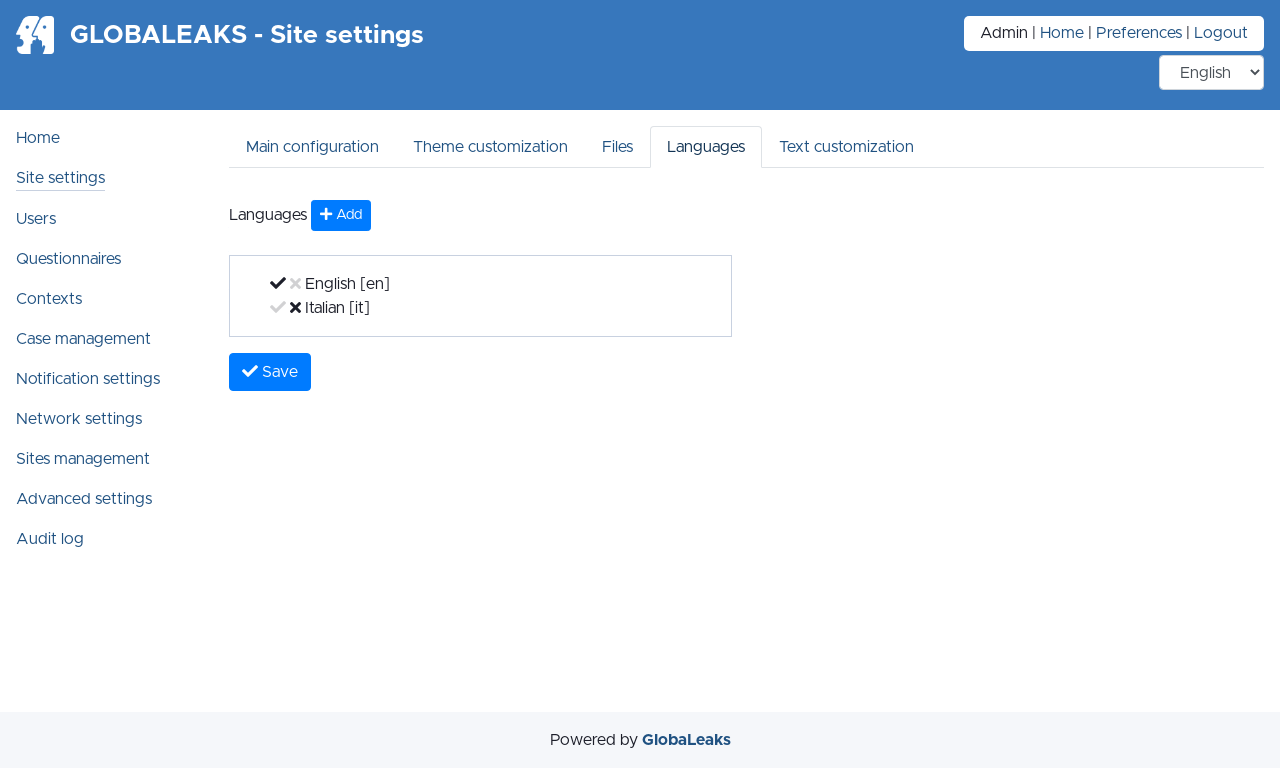 GLOBALEAKS - Site settings
Admin | Home | Preferences | Logout
English
Home
Site settings
Users
Questionnaires
Contexts
Case management
Notification settings
Network settings
Sites management
Advanced settings
Audit log
Main configuration
Theme customization
Files
Languages
Text customization
Languages
Add
English [en]
Italian [it]
Save
Powered by GlobaLeaks